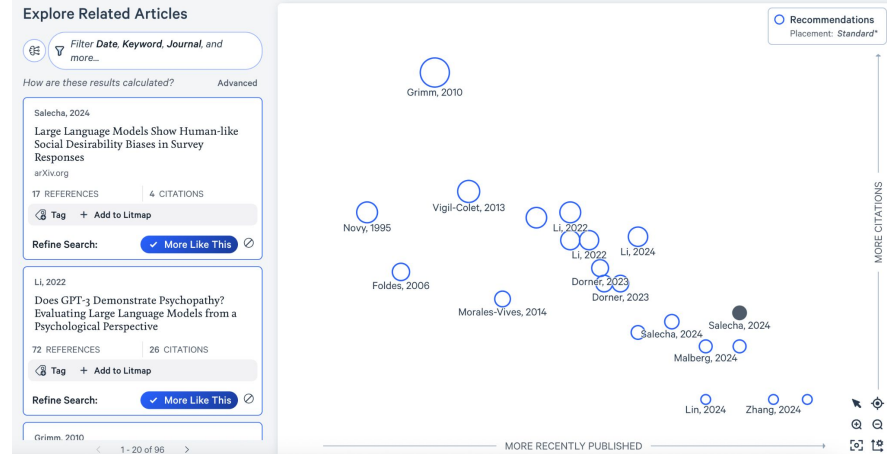 Explore Related Articles
Filter Date, Keyword, Journal, and
more...
How are these results calculated?
Advanced
Salecha, 2024
Large Language Models Show Human-like
Social Desirability Biases in Survey
Responses
arXiv.org
17 REFERENCES
4 CITATIONS
Tag
+ Add to Litmap
Refine Search:
More Like This
Li, 2022
Does GPT-3 Demonstrate Psychopathy?
Evaluating Large Language Models from a
Psychological Perspective
72 REFERENCES
26 CITATIONS
Tag
+ Add to Litmap
Refine Search:
More Like This
Grimm, 2010
1 - 20 of 96
Recommendations
Placement: Standard*
Grimm, 2010
Vigil-Colet, 2013
Novy, 1995
Li, 2022
Li, 2022
Li, 2024
Foldes, 2006
Dorner, 2023
Dorner, 2023
Morales-Vives, 2014
Salecha, 2024
Salecha, 2024
Malberg, 2024
Lin, 2024
Zhang, 2024
MORE CITATIONS
MORE RECENTLY PUBLISHED